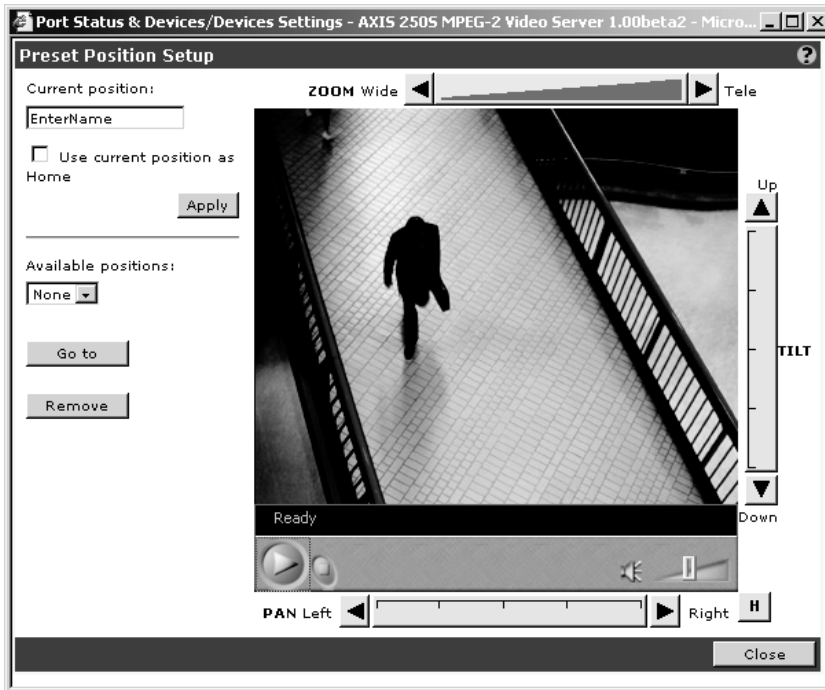 Port Status & Devices/Devices Settings - AXIS 250S MPEG-2 Video Server 1.00beta2 - Micro...
Preset Position Setup
?
Current position:
EnterName
Use current position as
Home
Apply
Available positions:
None
Go to
Remove
ZOOM Wide
Tele
Up
TILT
Down
Ready
PAN Left
Right
H
Close